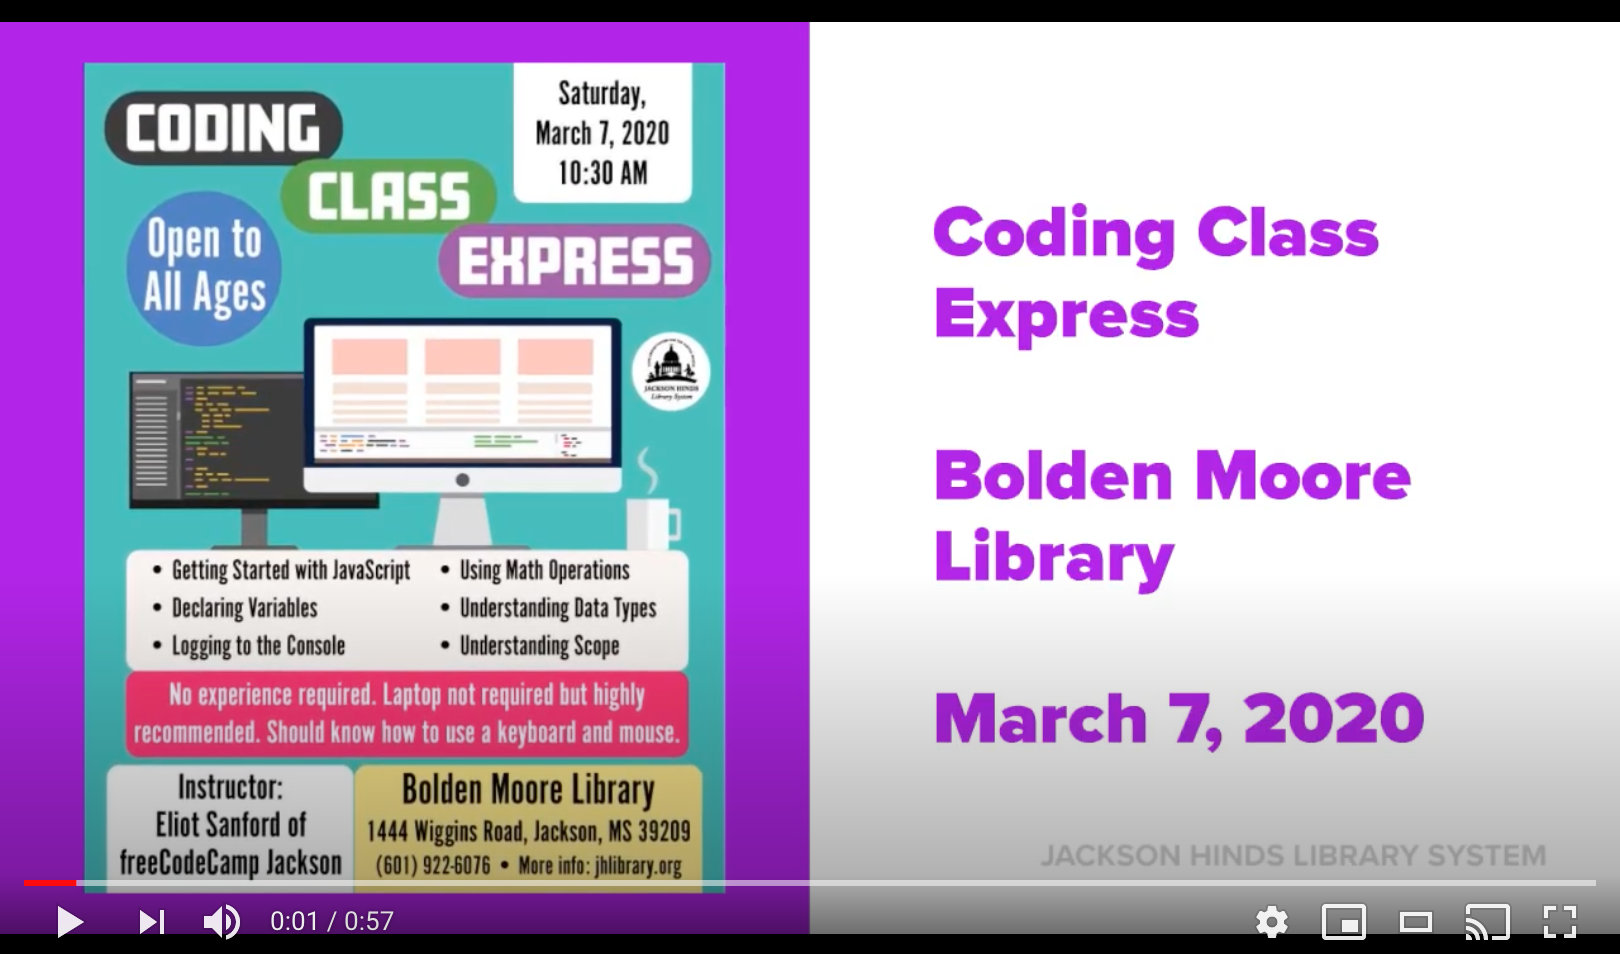 CODING
CLASS
EXPRESS
Saturday,
March 7, 2020
10:30 AM
Open to
All Ages
JACKSON HINDS
Library System
• Getting Started with JavaScript
• Declaring Variables
• Logging to the Console
• Using Math Operations
• Understanding Data Types
• Understanding Scope
No experience required. Laptop not required but highly
recommended. Should know how to use a keyboard and mouse.
Instructor:
Eliot Sanford of
freeCodeCamp Jackson
Bolden Moore Library
1444 Wiggins Road, Jackson, MS 39209
(601) 922-6076 • More info: jhlibrary.org
Coding Class
Express
Bolden Moore
Library
March 7, 2020
JACKSON HINDS LIBRARY SYSTEM
0:01 / 0:57